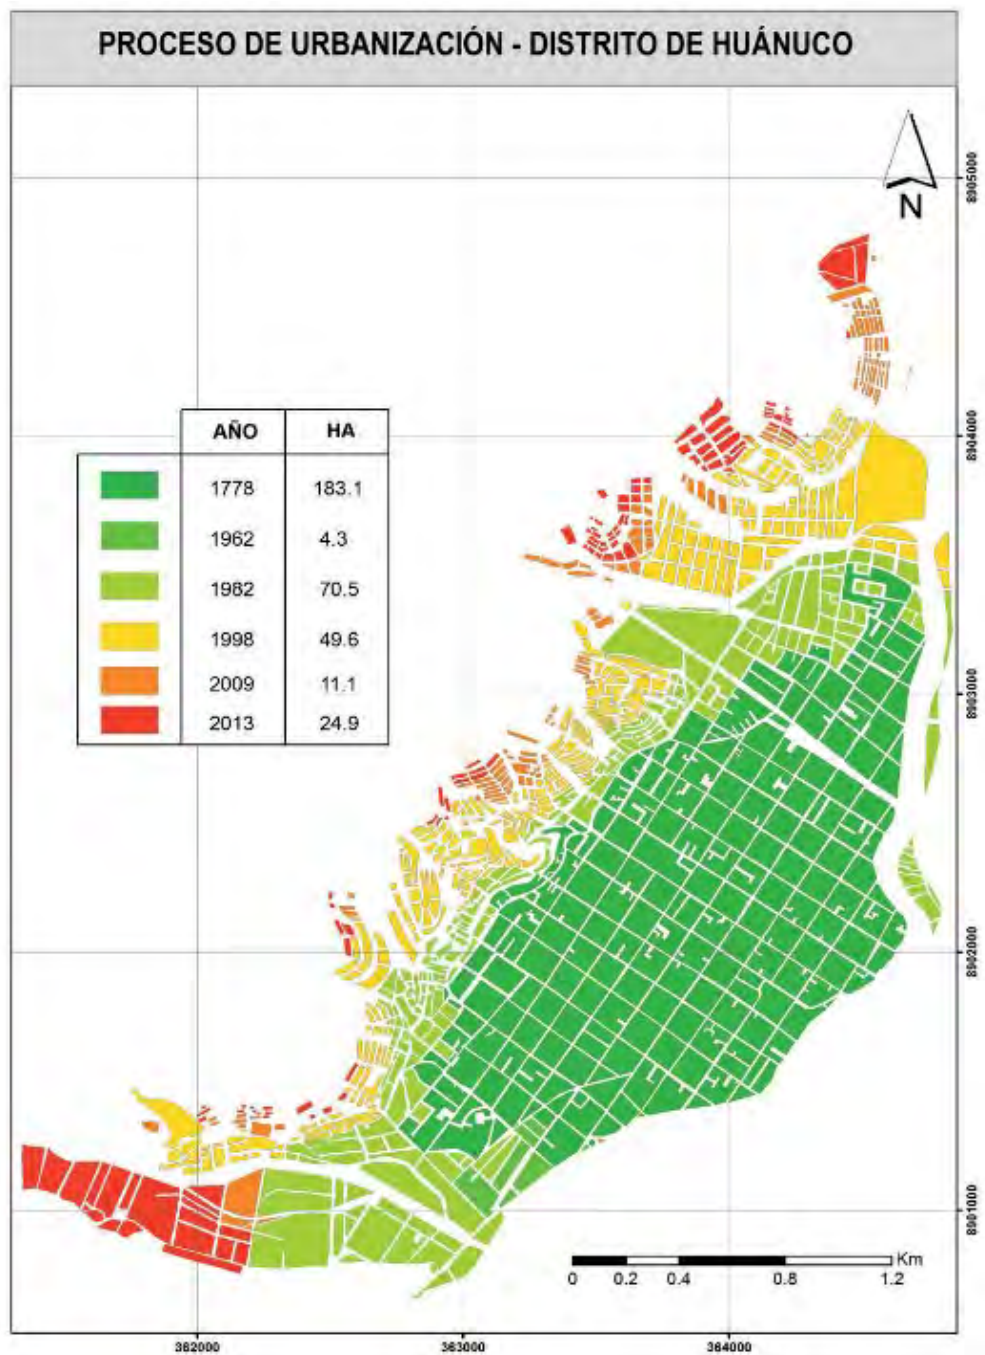 PROCESO DE URBANIZACIÓN - DISTRITO DE HUÁNUCO
N
8905000
8904000
8903000
8902000
8901000
AÑO HA
1778 183.1
1962 4.3
1982 70.5
1998 49.6
2009 11.1
2013 24.9
Km
0 0.2 0.4 0.8 1.2
362000 363000 364000